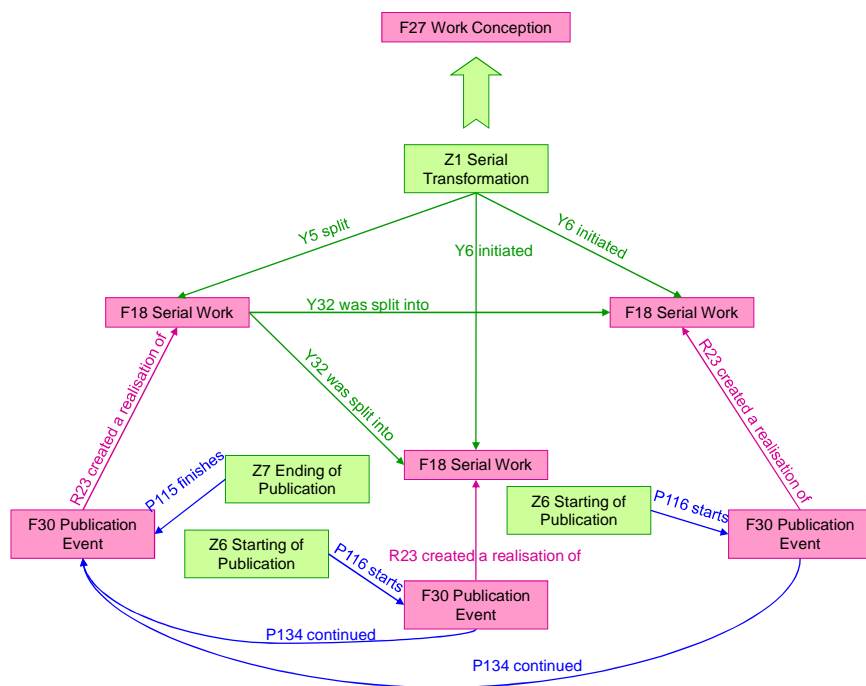 F27 Work Conception
Z1 Serial
Transformation
Y5 split
Y6 initiated
Y6 initiated
F18 Serial Work
Y32 was split into
F18 Serial Work
Y32 was split into
R23 created a realisation of
R23 created a realisation of
F18 Serial Work
Z7 Ending of
Publication
P115 finishes
Z6 Starting of
Publication
P116 starts
F30 Publication
Event
F30 Publication
Event
Z6 Starting of
Publication
P116 starts
R23 created a realisation of
F30 Publication
Event
P134 continued
P134 continued